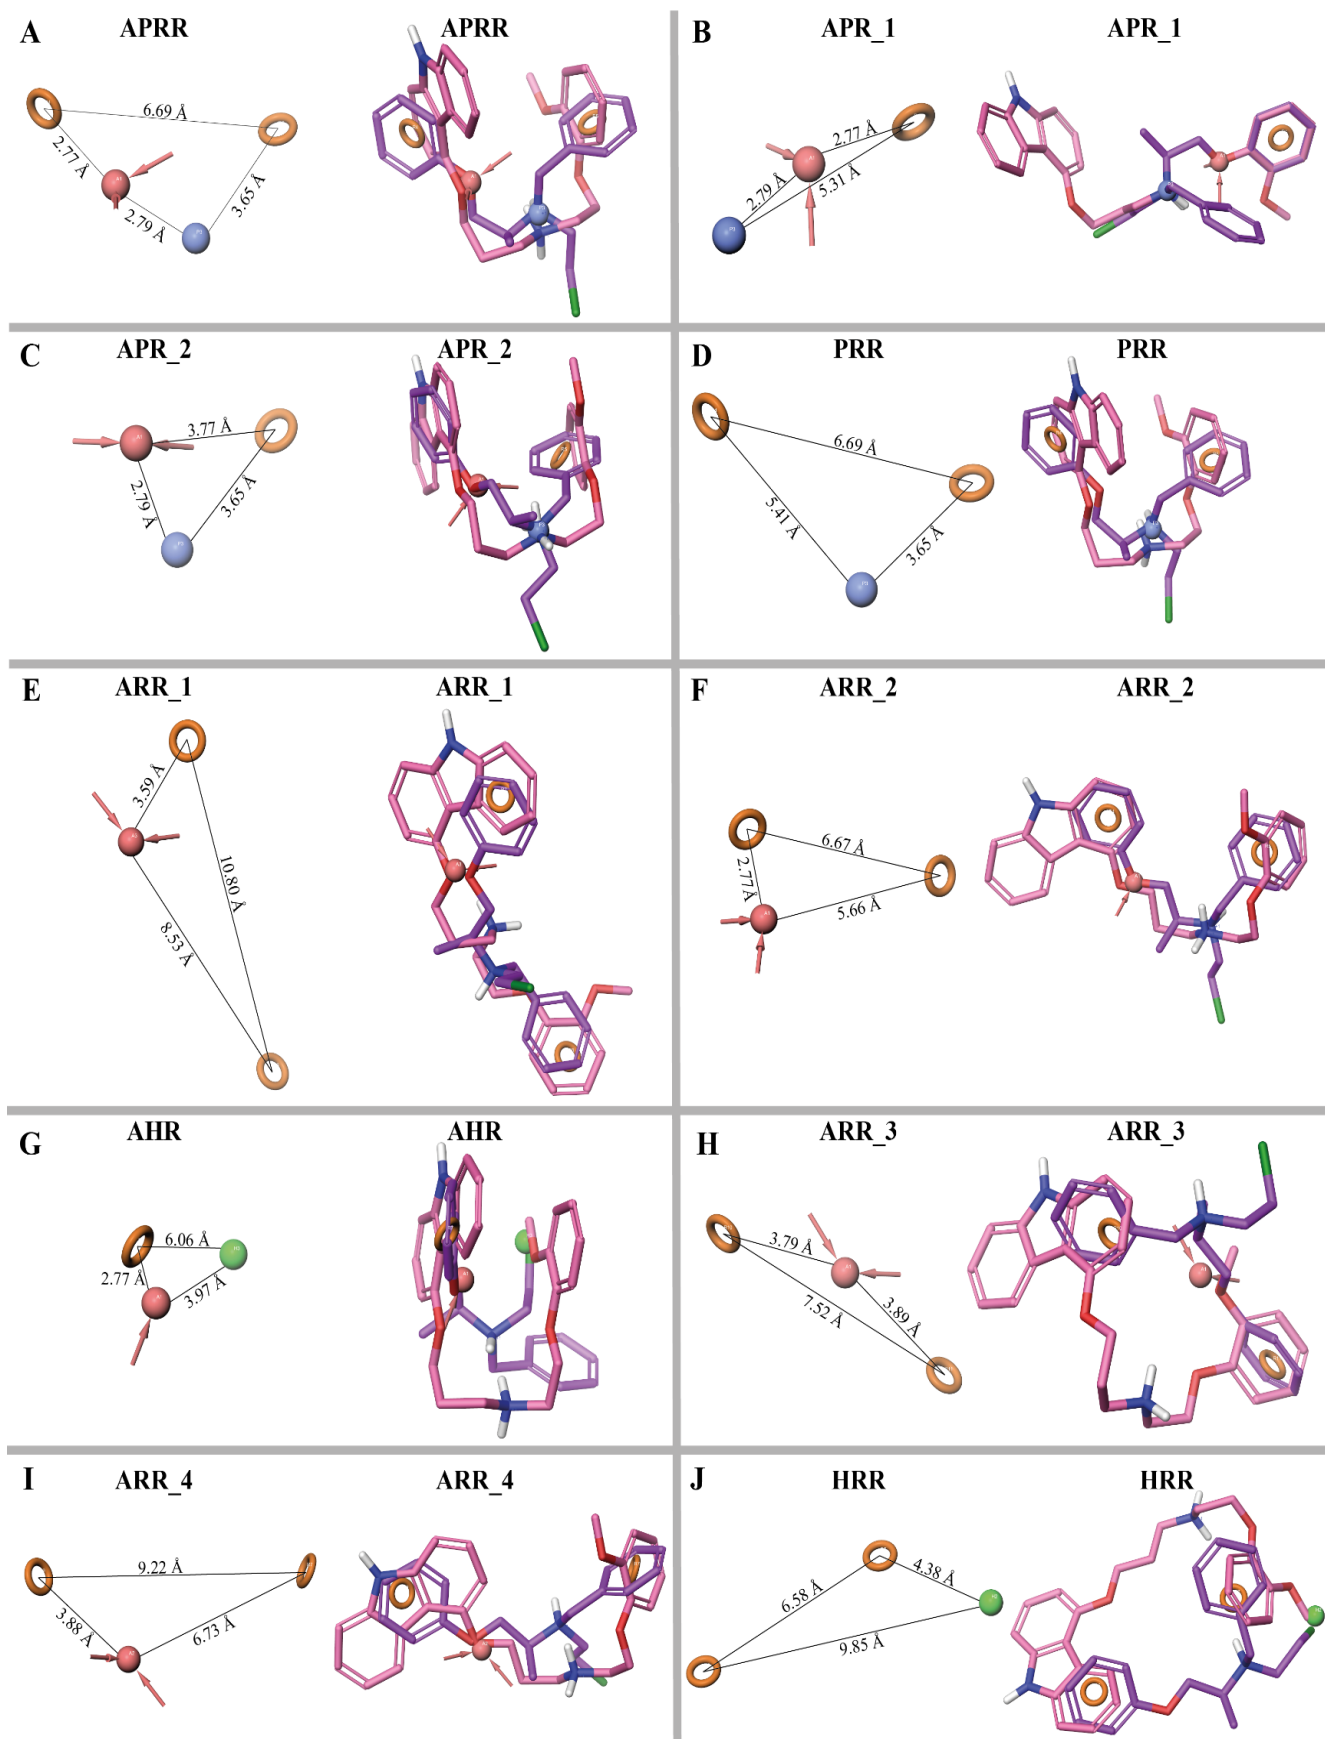 A APRR APRR
6.69 Å
2.77 Å
2.79 Å
3.65 Å
B APR_1 APR_1
2.77 Å
2.79 Å
5.31 Å
C APR_2 APR_2
3.77 Å
2.79 Å
3.65 Å
D PRR PRR
6.69 Å
5.41 Å
3.65 Å
E ARR_1 ARR_1
3.59 Å
10.80 Å
8.53 Å
F ARR_2 ARR_2
6.67 Å
2.77Å
5.66 Å
G AHR AHR
6.06 Å
2.77 Å
3.97 Å
H ARR_3 ARR_3
3.79 Å
3.89 Å
7.52 Å
I ARR_4 ARR_4
9.22 Å
3.88 Å
6.73 Å
J HRR HRR
4.38 Å
6.58 Å
9.85 Å